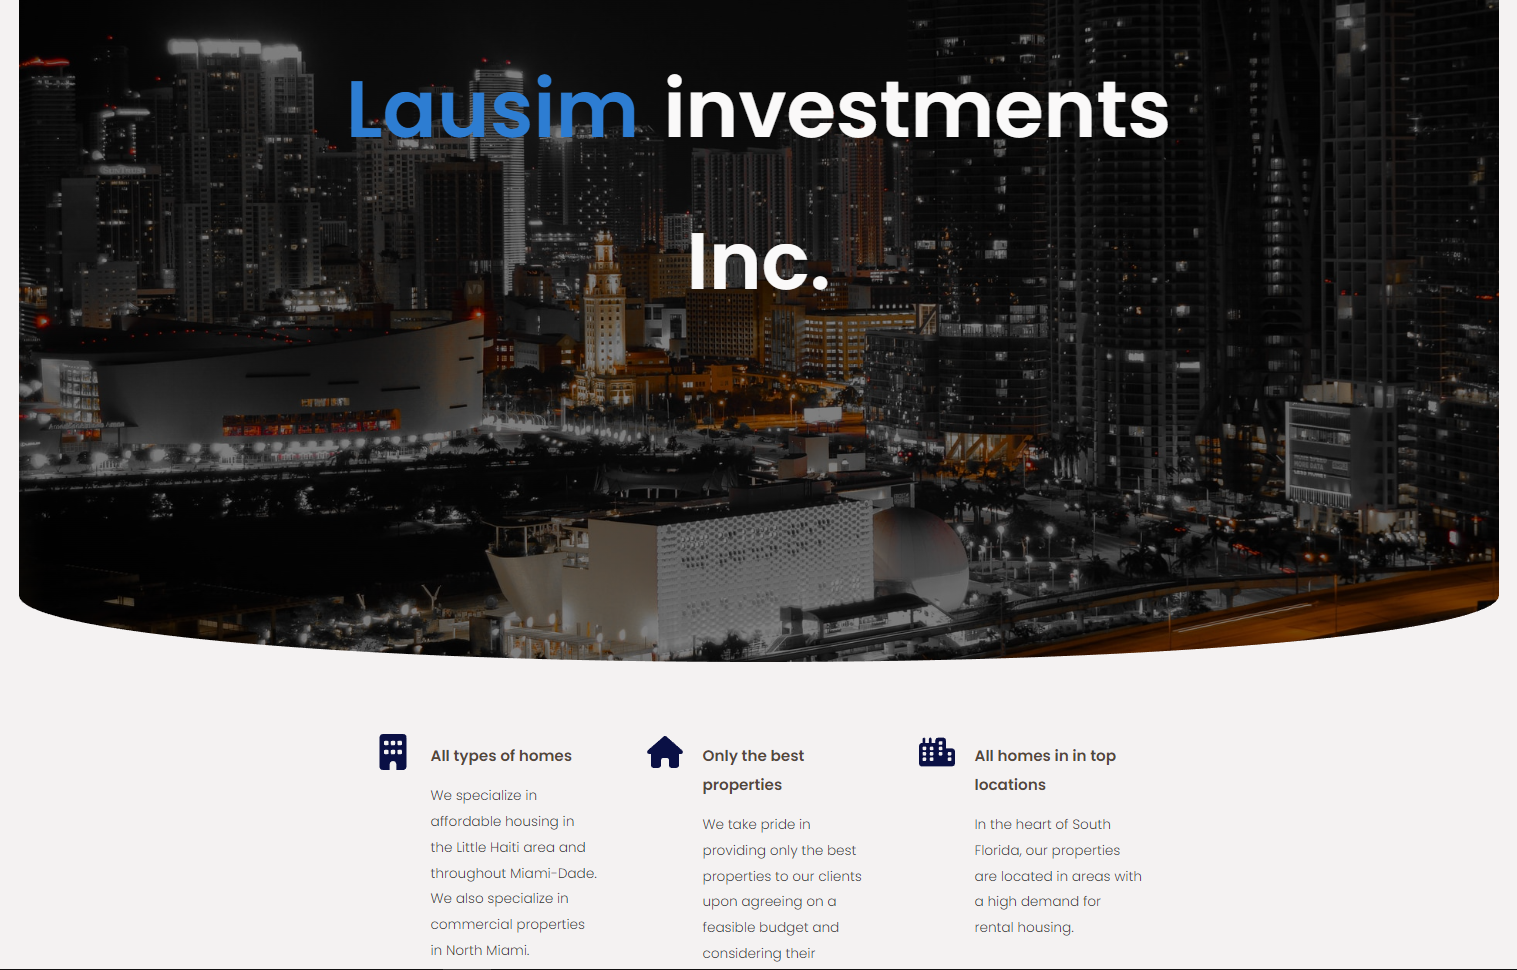 Lausim investments
Inc.
All types of homes
We specialize in
affordable housing in
the Little Haiti area and
throughout Miami-Dade.
We also specialize in
commercial properties
in North Miami.
Only the best
properties
We take pride in
providing only the best
properties to our clients
upon agreeing on a
feasible budget and
considering their
All homes in in top
locations
In the heart of South
Florida, our properties
are located in areas with
a high demand for
rental housing.